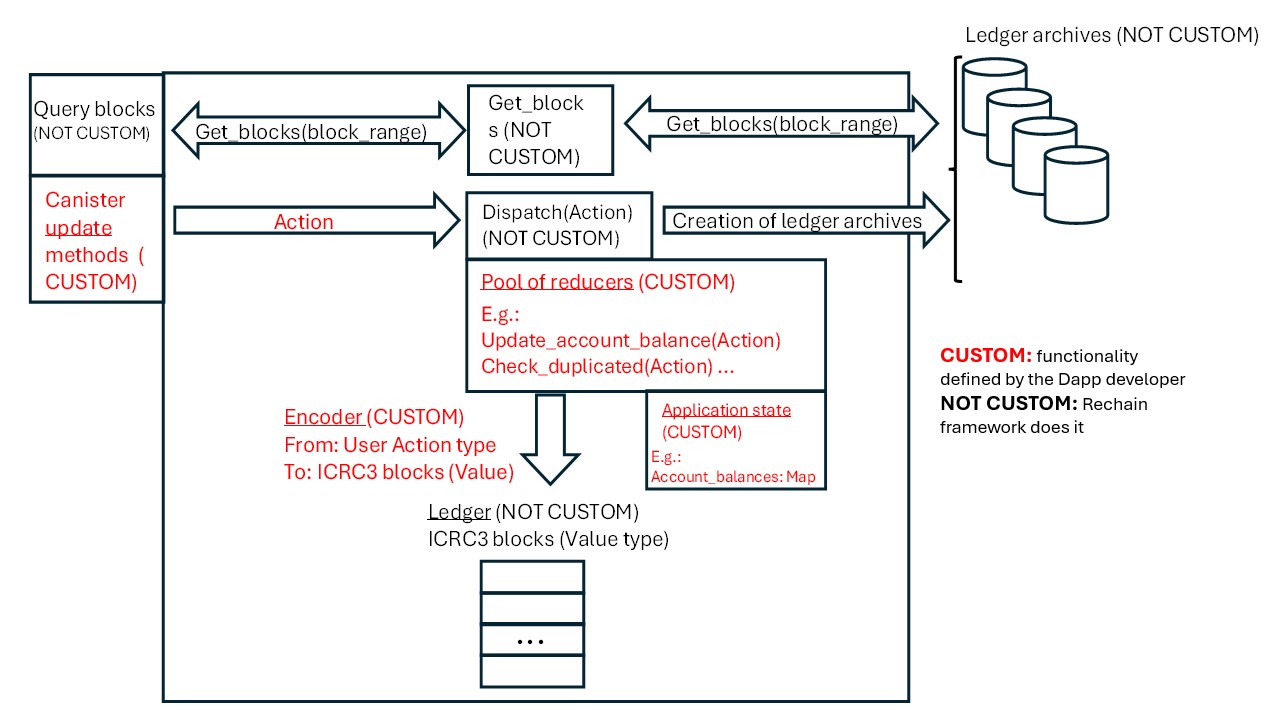 Ledger archives (NOT CUSTOM)
Query blocks
(NOT CUSTOM)
Get_blocks(block_range)
Get_block
s (NOT
CUSTOM)
Get_blocks(block_range)
Canister
update
methods (
CUSTOM)
Action
Dispatch(Action)
(NOT CUSTOM)
Creation of ledger archives
Pool of reducers (CUSTOM)
E.g.:
Update_account_balance(Action)
Check_duplicated(Action) ...
CUSTOM: functionality
defined by the Dapp developer
NOT CUSTOM: Rechain
framework does it
Encoder (CUSTOM)
From: User Action type
To: ICRC3 blocks (Value)
Application state
(CUSTOM)
E.g.:
Account_balances: Map
Ledger (NOT CUSTOM)
ICRC3 blocks (Value type)
...